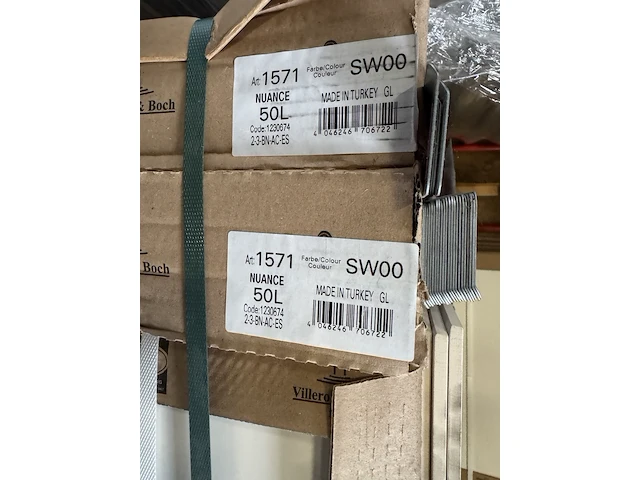 & Boch
Art. 1571 Farbe/Colour Couleur SW00
NUANCE
MADE IN TURKEY GL
50L
Code:1230674
2-3-BN-AC-ES
4 046246 706722
Boch
Art. 1571 Farbe/Colour Couleur SW00
NUANCE
MADE IN TURKEY GL
50L
Code:1230674
2-3-BN-AC-ES
4 046246 706722